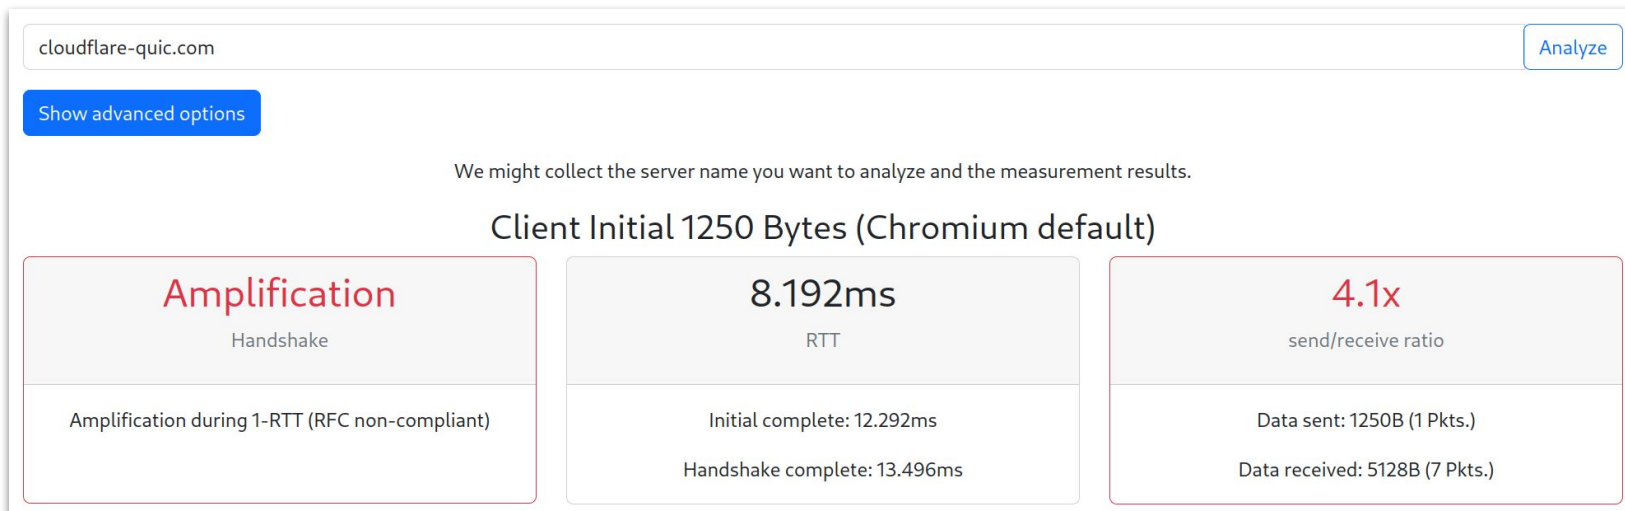 cloudflare-quic.com
Analyze
Show advanced options
We might collect the server name you want to analyze and the measurement results.
Client Initial 1250 Bytes (Chromium default)
Amplification
Handshake
Amplification during 1-RTT (RFC non-compliant)
8.192ms
RTT
Initial complete: 12.292ms
Handshake complete: 13.496ms
4.1x
send/receive ratio
Data sent: 1250B (1 Pkts.)
Data received: 5128B (7 Pkts.)